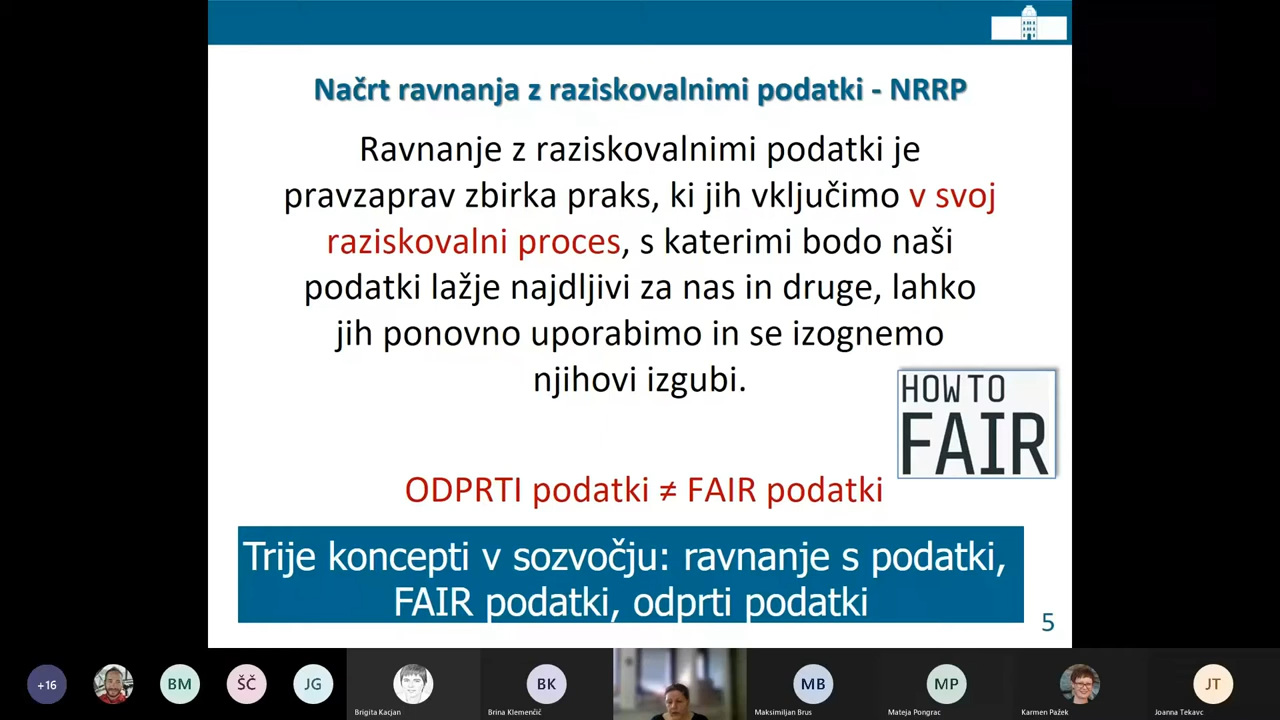 Načrt ravnanja z raziskovalnimi podatki - NRRP
Ravnanje z raziskovalnimi podatki je
pravzaprav zbirka praks, ki jih vključimo v svoj
raziskovalni proces, s katerimi bodo naši
podatki lažje najdljivi za nas in druge, lahko
jih ponovno uporabimo in se izognemo
njihovi izgubi.
HOW TO
FAIR
ODPRTI podatki ≠ FAIR podatki
Trije koncepti v sozvočju: ravnanje s podatki,
FAIR podatki, odprti podatki
5
+16
BM
ŠČ
JG
Brigita Kacjan
BK
Brina Klemenčič
MB
Maksimiljan Brus
MP
Mateja Pongrac
Karmen Pažek
JT
Joanna Tekavc